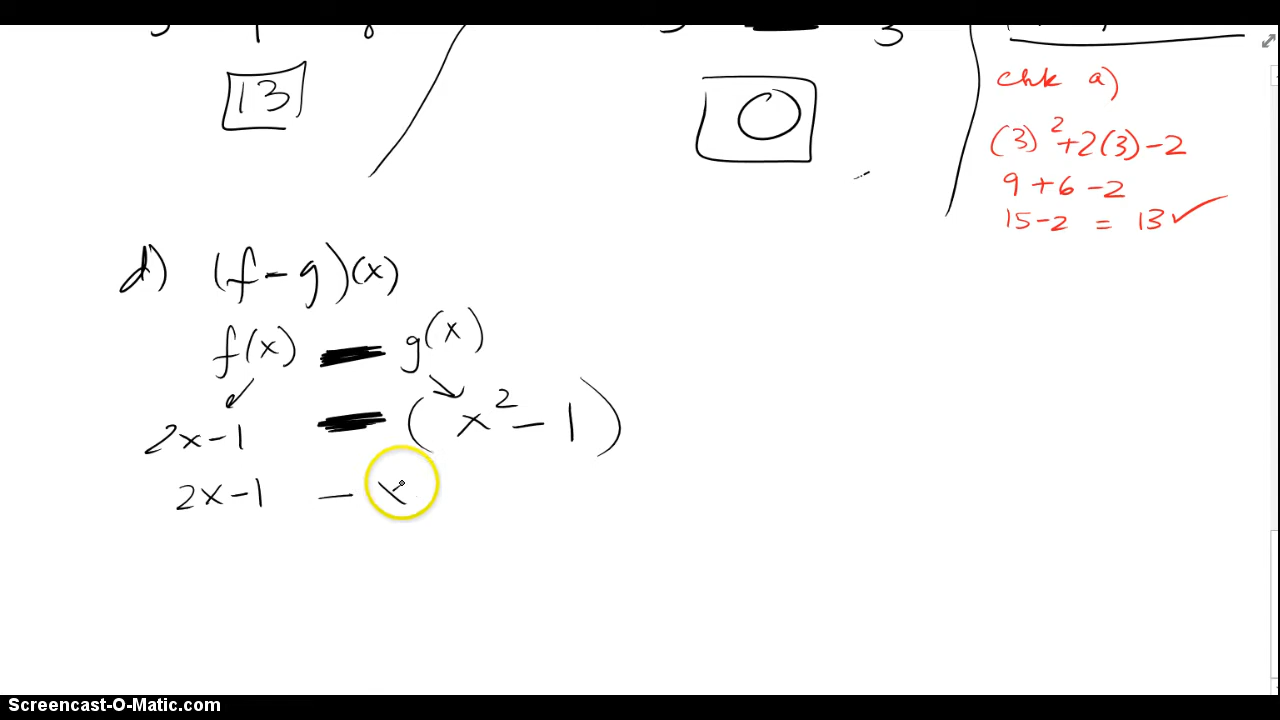 13
0
chk a)
(3)² +2(3) -2
9 +6 -2
15-2 = 13 ✓
d) (f-g)(x)
f(x) — g(x)
2x-1 — (x² - 1)
2x-1 - x
Screencast-O-Matic.com